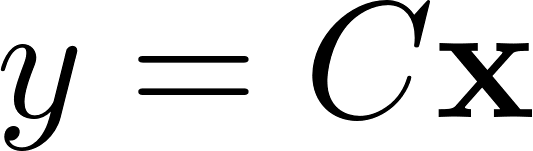 y = Cx